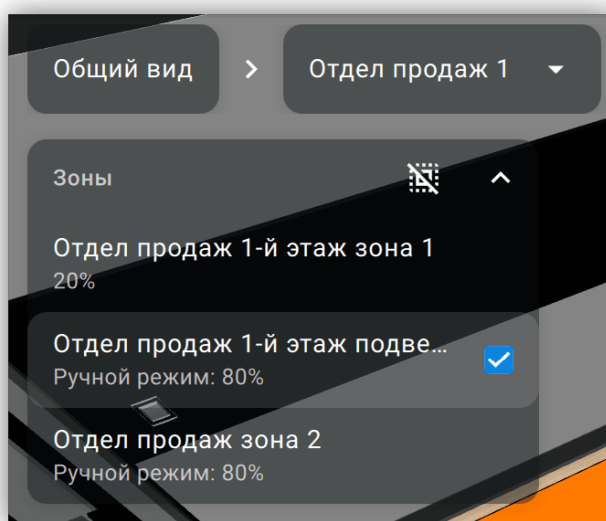 Общий вид
Отдел продаж 1
Зоны
Отдел продаж 1-й этаж зона 1
20%
Отдел продаж 1-й этаж подве...
Ручной режим: 80%
Отдел продаж зона 2
Ручной режим: 80%